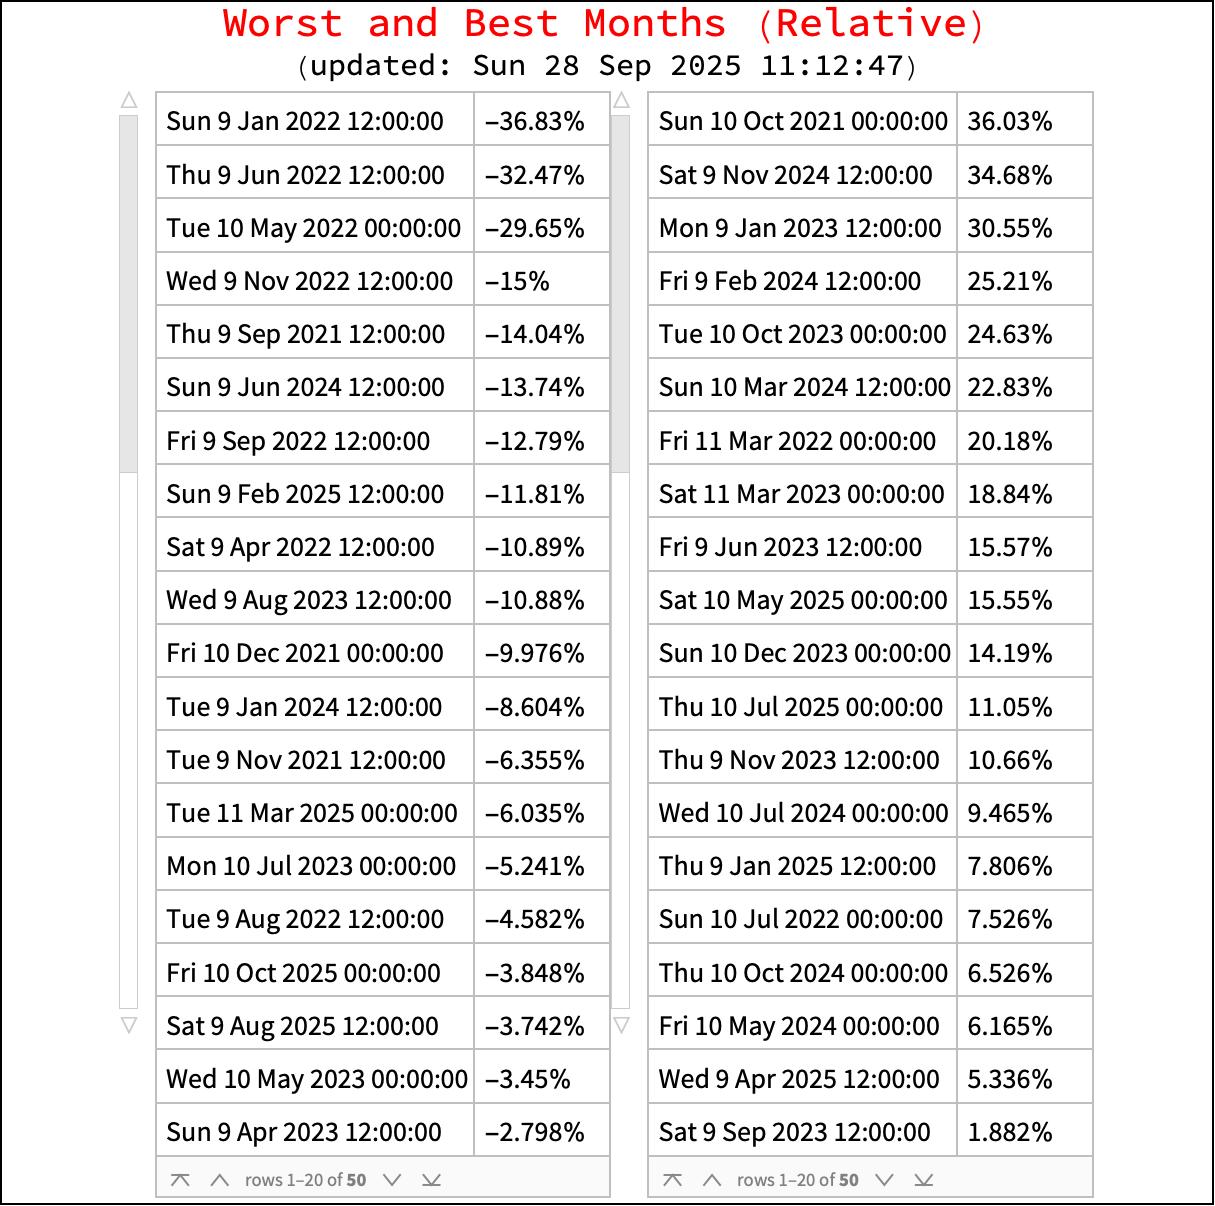 Worst and Best Months (Relative)
(updated: Sun 28 Sep 2025 11:12:47)
Sun 9 Jan 2022 12:00:00 –36.83% Sun 10 Oct 2021 00:00:00 36.03%
Thu 9 Jun 2022 12:00:00 –32.47% Sat 9 Nov 2024 12:00:00 34.68%
Tue 10 May 2022 00:00:00 –29.65% Mon 9 Jan 2023 12:00:00 30.55%
Wed 9 Nov 2022 12:00:00 –15% Fri 9 Feb 2024 12:00:00 25.21%
Thu 9 Sep 2021 12:00:00 –14.04% Tue 10 Oct 2023 00:00:00 24.63%
Sun 9 Jun 2024 12:00:00 –13.74% Sun 10 Mar 2024 12:00:00 22.83%
Fri 9 Sep 2022 12:00:00 –12.79% Fri 11 Mar 2022 00:00:00 20.18%
Sun 9 Feb 2025 12:00:00 –11.81% Sat 11 Mar 2023 00:00:00 18.84%
Sat 9 Apr 2022 12:00:00 –10.89% Fri 9 Jun 2023 12:00:00 15.57%
Wed 9 Aug 2023 12:00:00 –10.88% Sat 10 May 2025 00:00:00 15.55%
Fri 10 Dec 2021 00:00:00 –9.976% Sun 10 Dec 2023 00:00:00 14.19%
Tue 9 Jan 2024 12:00:00 –8.604% Thu 10 Jul 2025 00:00:00 11.05%
Tue 9 Nov 2021 12:00:00 –6.355% Thu 9 Nov 2023 12:00:00 10.66%
Tue 11 Mar 2025 00:00:00 –6.035% Wed 10 Jul 2024 00:00:00 9.465%
Mon 10 Jul 2023 00:00:00 –5.241% Thu 9 Jan 2025 12:00:00 7.806%
Tue 9 Aug 2022 12:00:00 –4.582% Sun 10 Jul 2022 00:00:00 7.526%
Fri 10 Oct 2025 00:00:00 –3.848% Thu 10 Oct 2024 00:00:00 6.526%
Sat 9 Aug 2025 12:00:00 –3.742% Fri 10 May 2024 00:00:00 6.165%
Wed 10 May 2023 00:00:00 –3.45% Wed 9 Apr 2025 12:00:00 5.336%
Sun 9 Apr 2023 12:00:00 –2.798% Sat 9 Sep 2023 12:00:00 1.882%
rows 1–20 of 50 rows 1–20 of 50